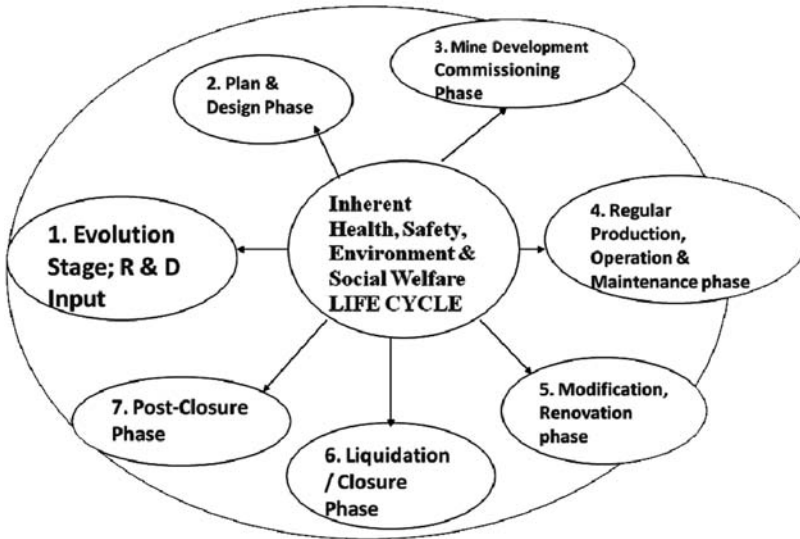 3. Mine Development
Commissioning
Phase
2. Plan &
Design Phase
Inherent
Health, Safety,
Environment &
Social Welfare
LIFE CYCLE
4. Regular
Production,
Operation &
Maintenance phase
1. Evolution
Stage; R & D
Input
5. Modification,
Renovation
phase
7. Post-Closure
Phase
6. Liquidation
/ Closure
Phase